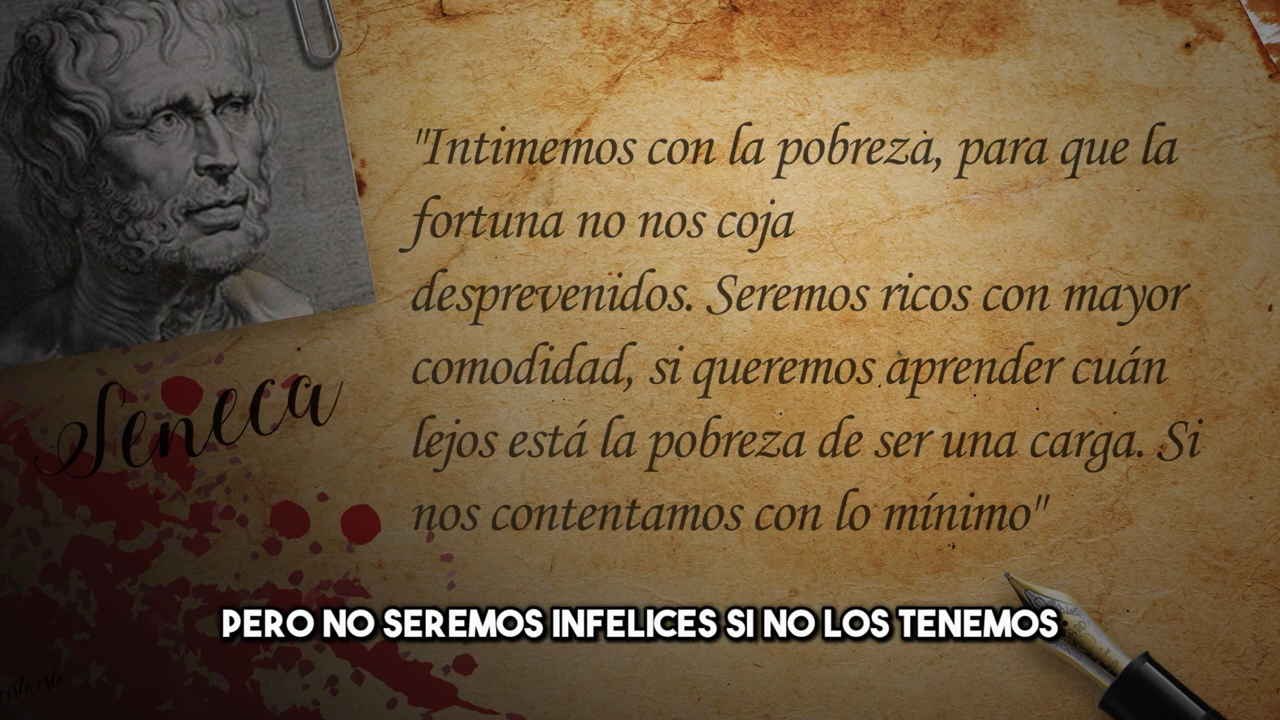 "Intimemos con la pobreza, para que la
fortuna no nos coja
desprevenidos. Seremos ricos con mayor
comodidad, si queremos aprender cuán
lejos está la pobreza de ser una carga. Si
nos contentamos con lo mínimo"
Seneca
PERO NO SEREMOS INFELICES SI NO LOS TENEMOS